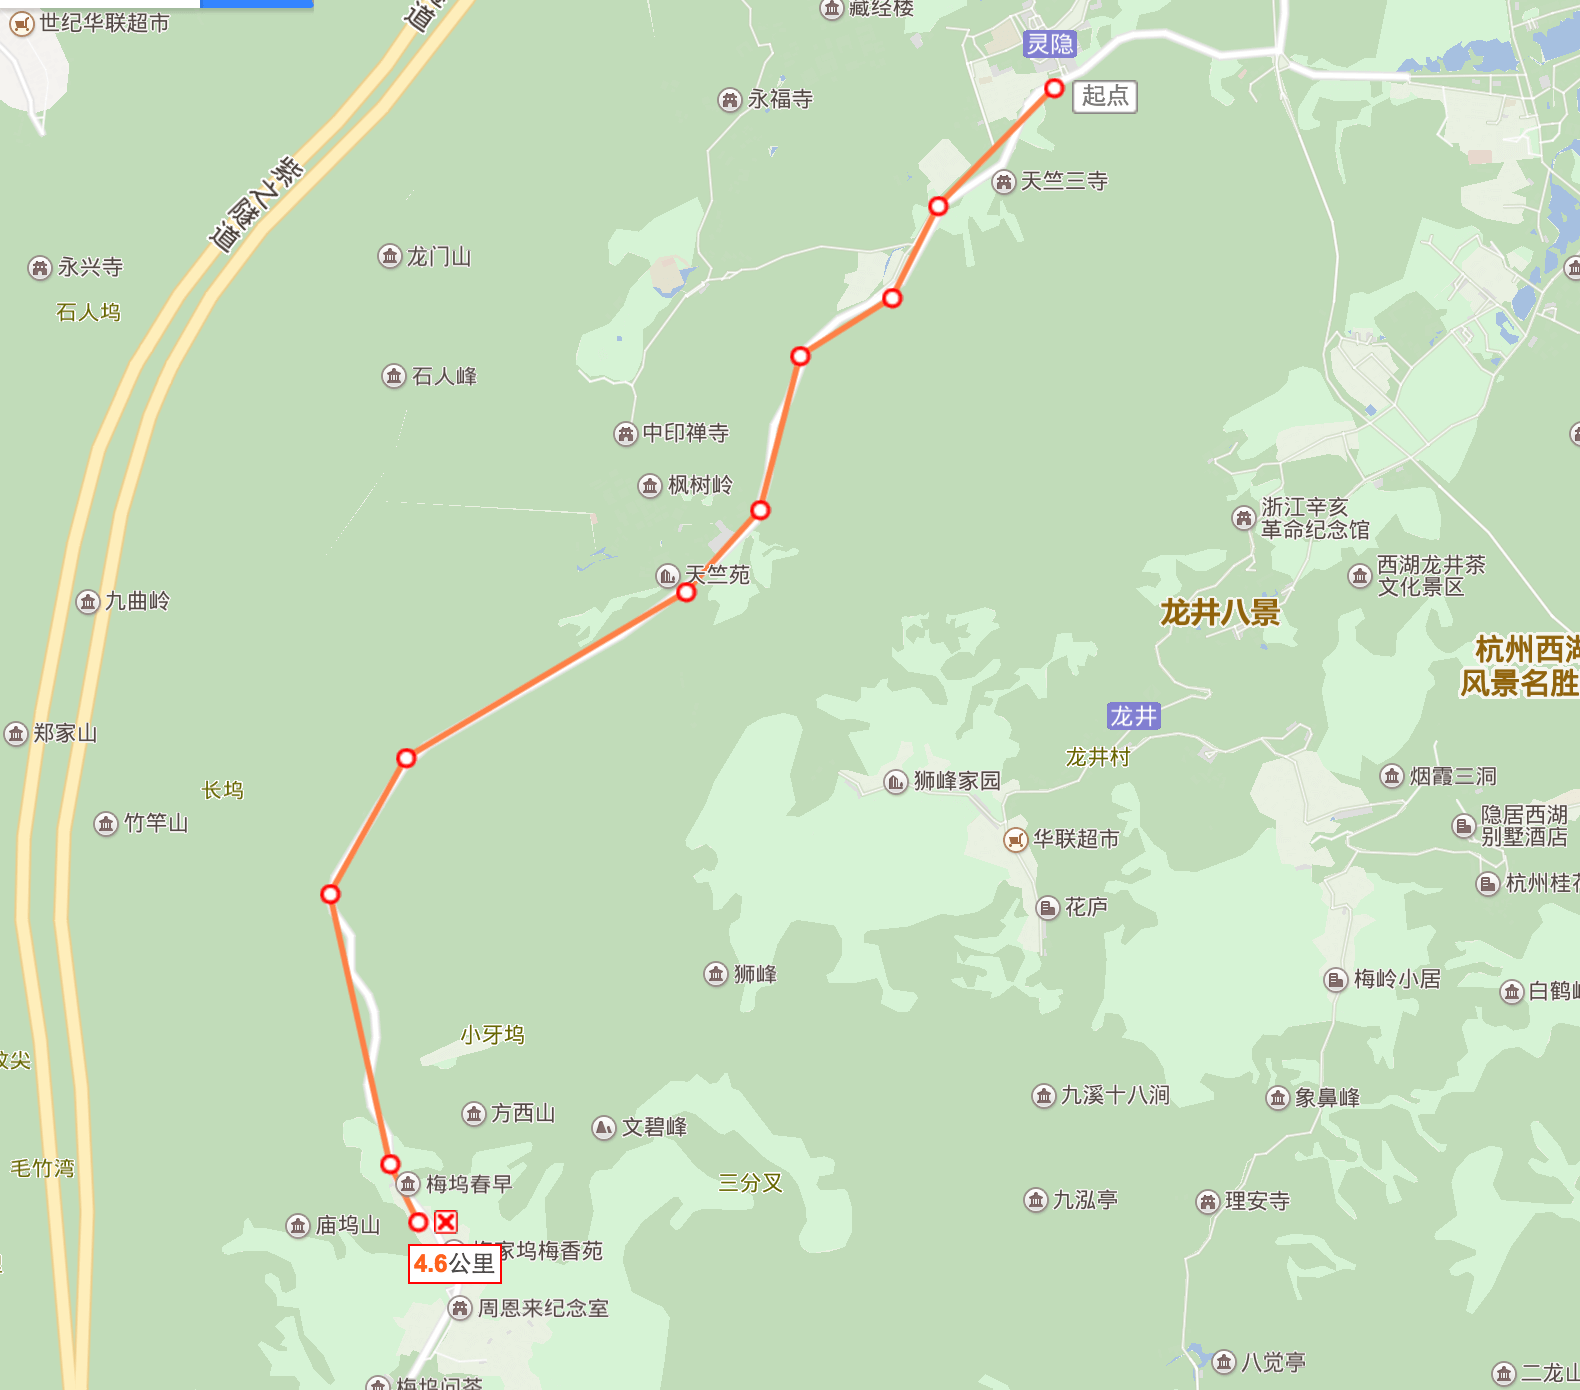 世纪华联超市
道
藏经楼
灵隐
起点
永福寺
紫之隧道
天竺三寺
永兴寺
龙门山
石人坞
石人峰
中印禅寺
枫树岭
浙江辛亥
革命纪念馆
天竺苑
西湖龙井茶
文化景区
九曲岭
龙井八景
杭州西湖
风景名胜
郑家山
龙井
龙井村
长坞
狮峰家园
烟霞三洞
竹竿山
华联超市
隐居西湖
别墅酒店
杭州桂花
花庐
狮峰
梅岭小居
白鹤峰
小牙坞
尖
方西山
文碧峰
九溪十八涧
象鼻峰
毛竹湾
梅坞春早
三分叉
九泓亭
理安寺
庙坞山
家坞梅香苑
4.6公里
周恩来纪念室
八觉亭
二龙山
梅坞问茶